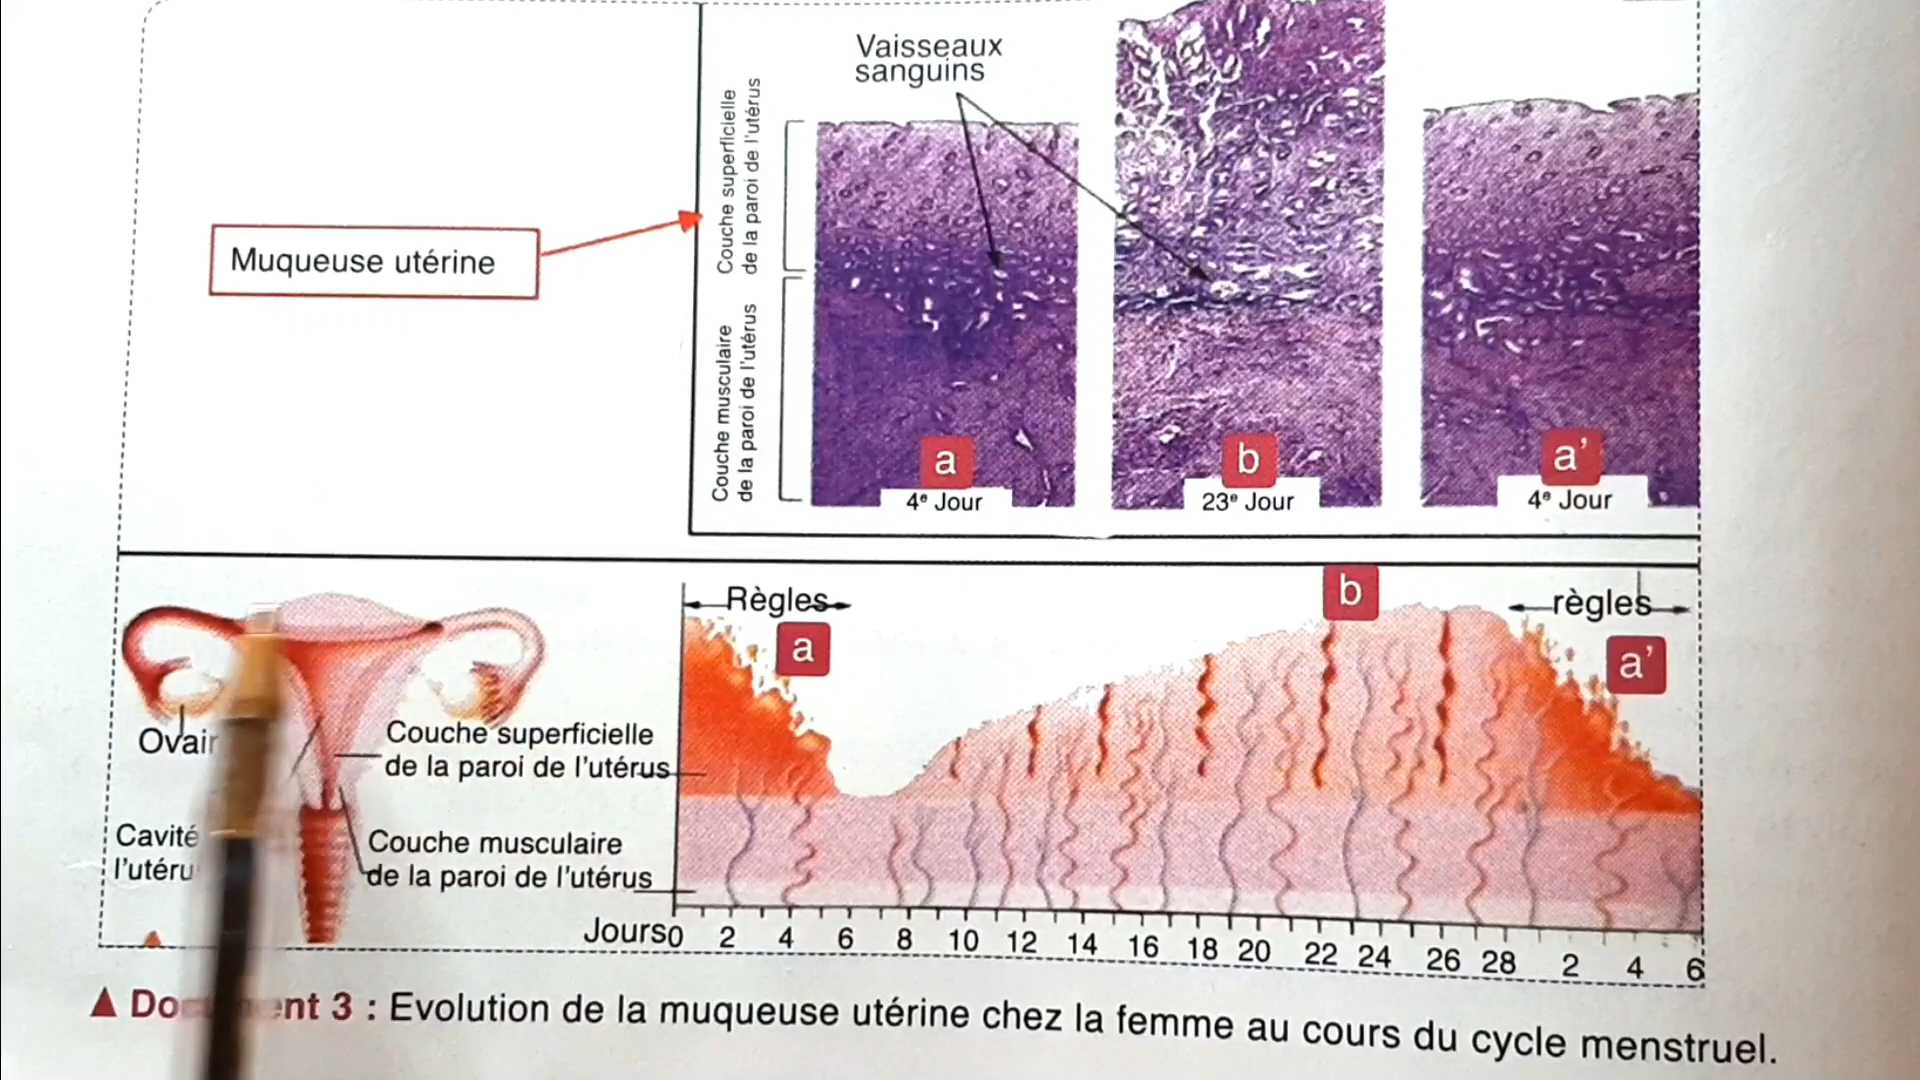 Vaisseaux
sanguins
Couche superficielle
de la paroi de l'utérus
Muqueuse utérine
Couche musculaire
de la paroi de l'utérus
a
b
a’
4e Jour
23e Jour
4e Jour
Règles
b
règles
a
a’
Couche superficielle
de la paroi de l'utérus
Cavité
Couche musculaire
de la paroi de l'utérus
Jours 0 2 4 6 8 10 12 14 16 18 20 22 24 26 28 2 4 6
3 : Evolution de la muqueuse utérine chez la femme au cours du cycle menstruel.